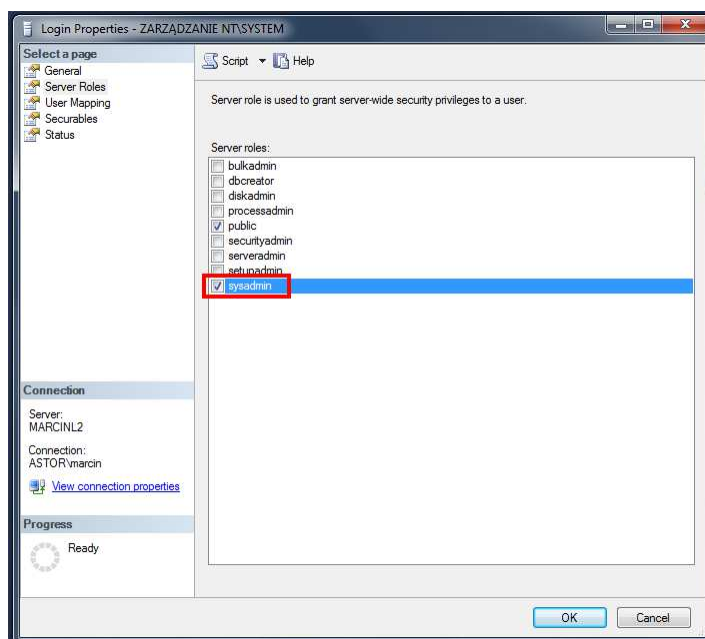 Login Properties - ZARZĄDZANIE NT\SYSTEM
Select a page
General
Server Roles
User Mapping
Securables
Status
Script
Help
Server role is used to grant server-wide security privileges to a user.
Server roles:
bulkadmin
dbcreator
diskadmin
processadmin
public
securityadmin
serveradmin
setupadmin
sysadmin
Connection
Server:
MARCINL2
Connection:
ASTOR\marcin
View connection properties
Progress
Ready
OK
Cancel